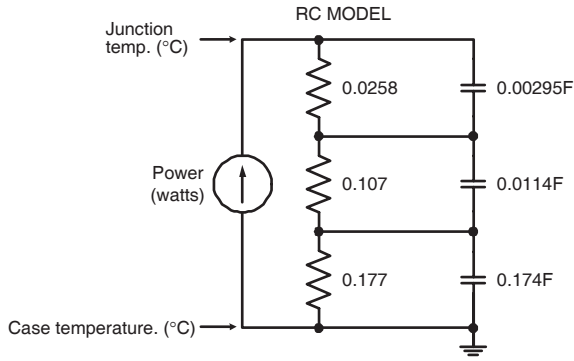 RC MODEL
Junction
temp. (°C)
0.0258
0.00295F
Power
(watts)
0.107
0.0114F
0.177
0.174F
Case temperature. (°C)